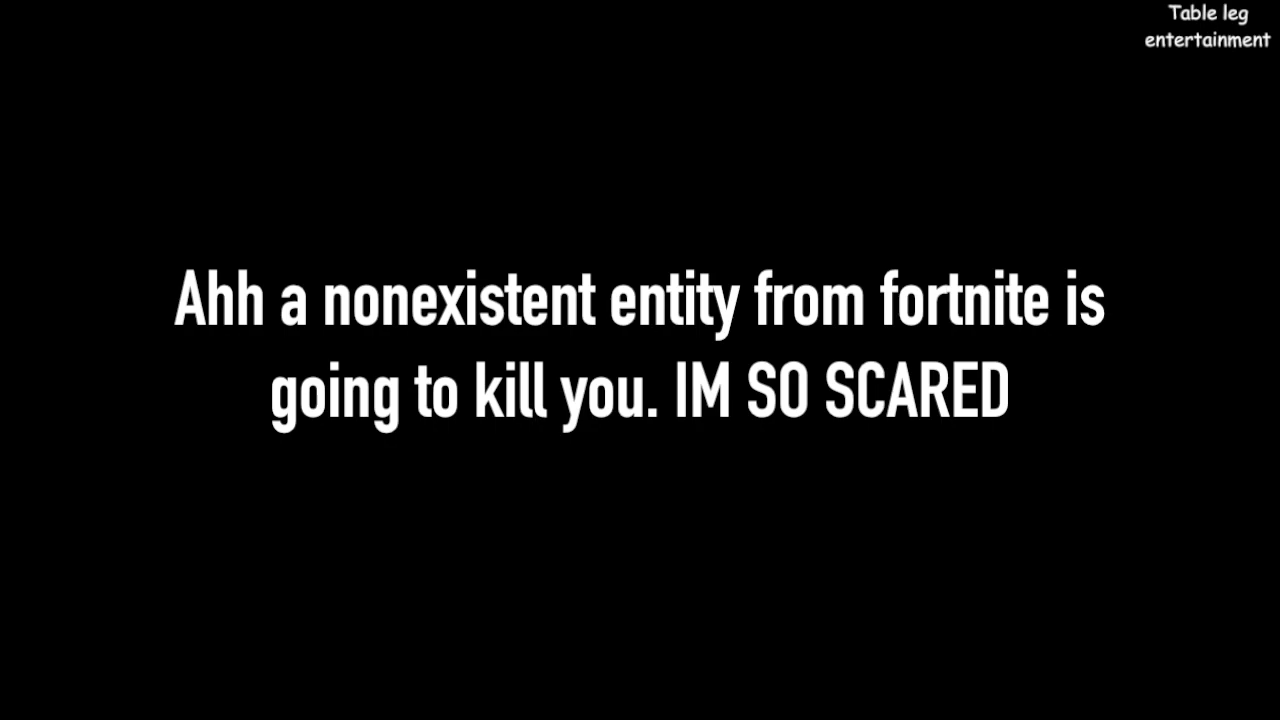 Table leg
entertainment
Ahh a nonexistent entity from fortnite is
going to kill you. IM SO SCARED